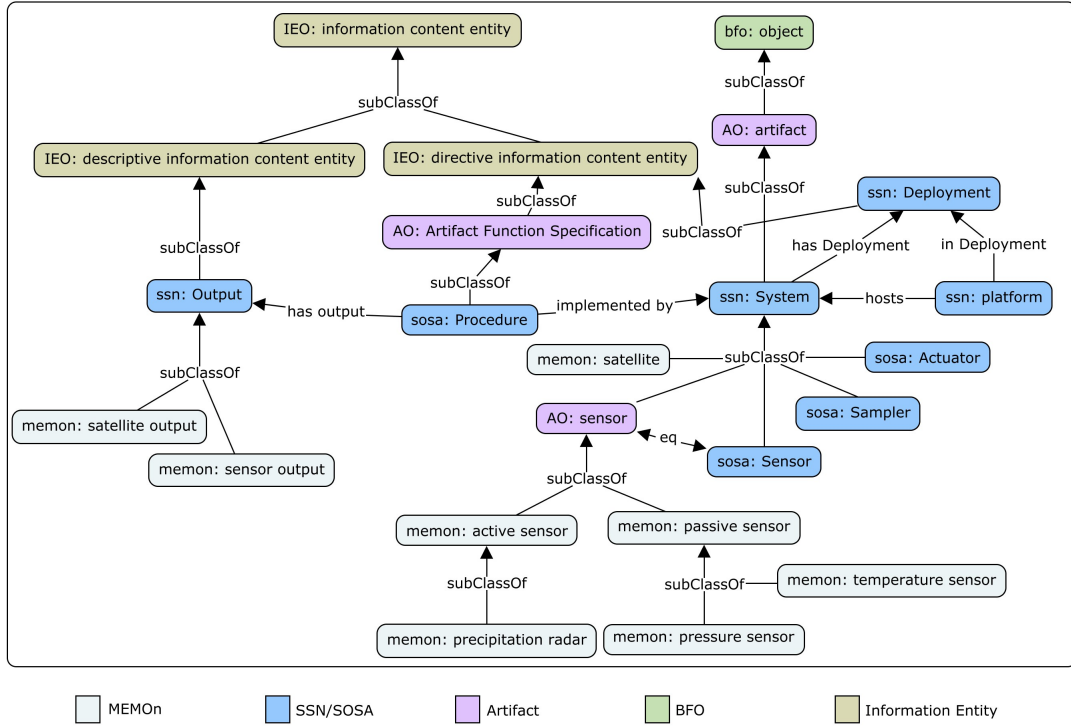 IEO: information content entity
bfo: object
subClassOf
subClassOf
AO: artifact
IEO: descriptive information content entity
IEO: directive information content entity
subClassOf
subClassOf
ssn: Deployment
AO: Artifact Function Specification
subClassOf
subClassOf
has Deployment
in Deployment
subClassOf
ssn: Output
ssn: System
hosts
ssn: platform
has output
sosa: Procedure
implemented by
memon: satellite
subClassOf
sosa: Actuator
subClassOf
memon: satellite output
AO: sensor
sosa: Sampler
eq
memon: sensor output
sosa: Sensor
subClassOf
memon: active sensor
memon: passive sensor
subClassOf
subClassOf
memon: temperature sensor
memon: precipitation radar
memon: pressure sensor
MEMOn
SSN/SOSA
Artifact
BFO
Information Entity